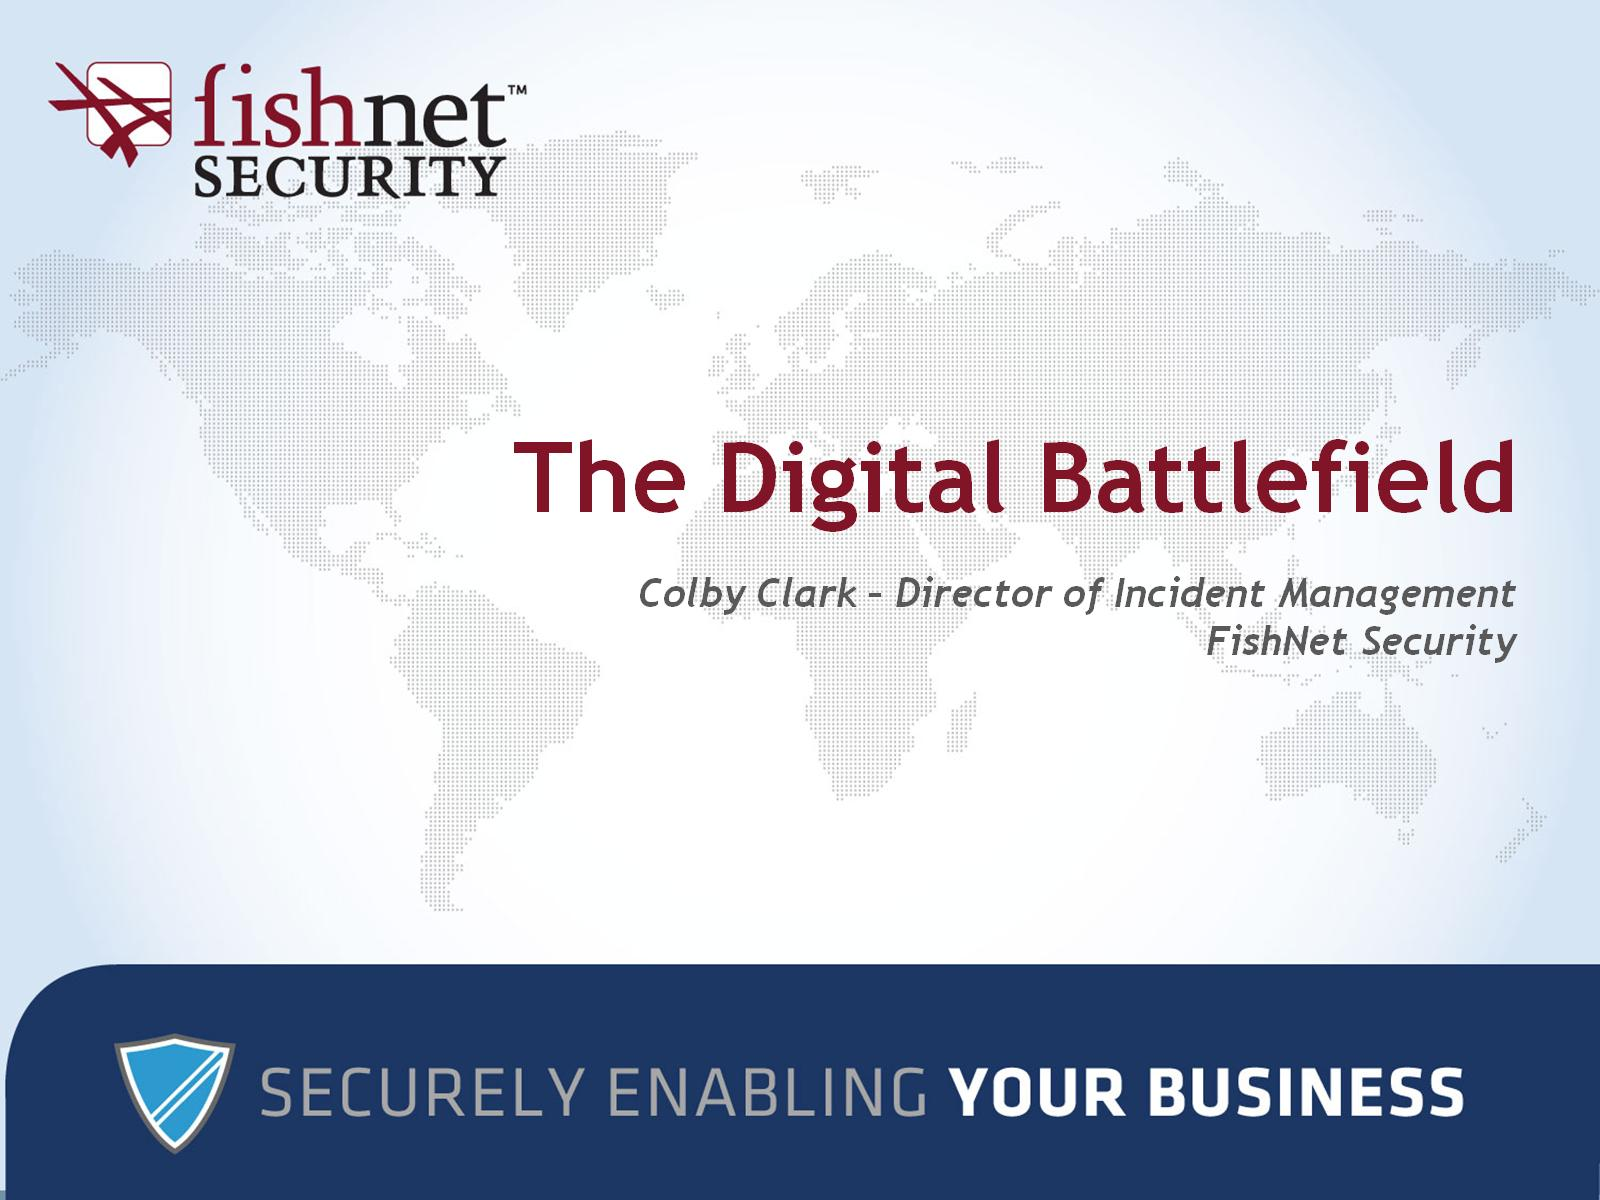 fishnet™
SECURITY
The Digital Battlefield
Colby Clark – Director of Incident Management
FishNet Security
SECURELY ENABLING YOUR BUSINESS